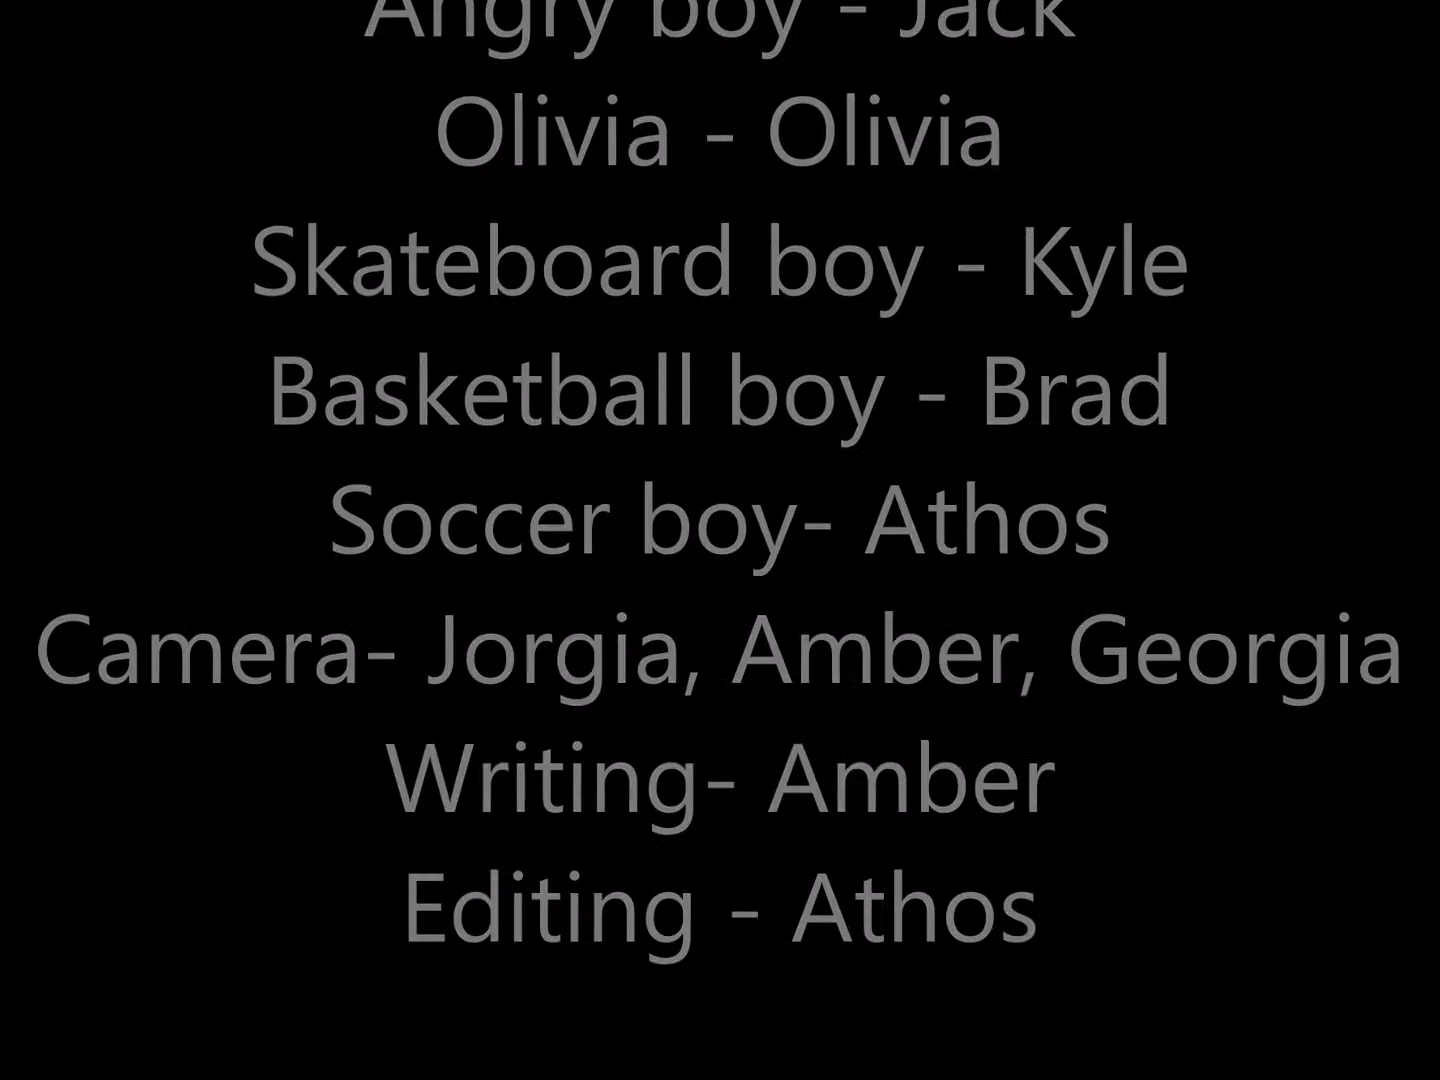 Angry boy - Jack
Olivia - Olivia
Skateboard boy - Kyle
Basketball boy - Brad
Soccer boy- Athos
Camera- Jorgia, Amber, Georgia
Writing- Amber
Editing - Athos